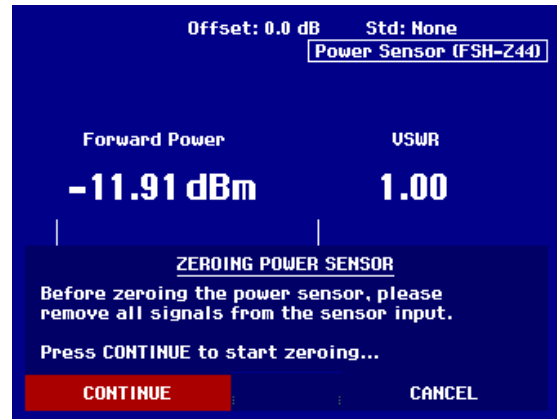 Offset: 0.0 dB Std: None
Power Sensor (FSH-Z44)
Forward Power VSWR
-11.91 dBm 1.00
ZEROING POWER SENSOR
Before zeroing the power sensor, please
remove all signals from the sensor input.
Press CONTINUE to start zeroing...
CONTINUE CANCEL